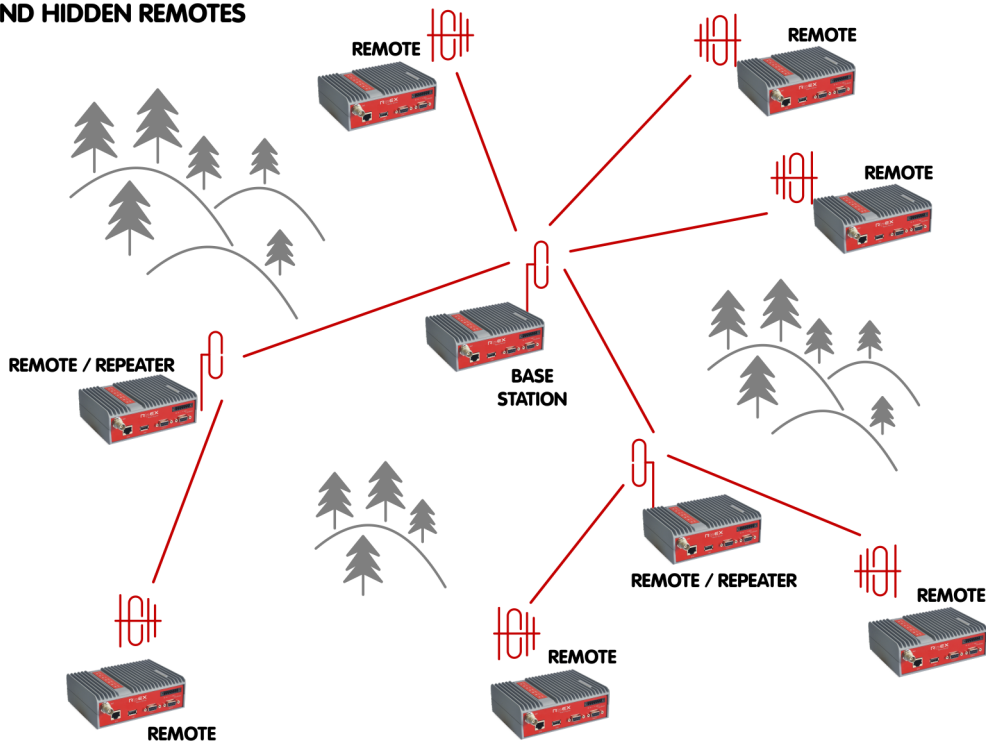 ND HIDDEN REMOTES
REMOTE
REMOTE
REMOTE
REMOTE / REPEATER
BASE
STATION
REMOTE / REPEATER
REMOTE
REMOTE
REMOTE